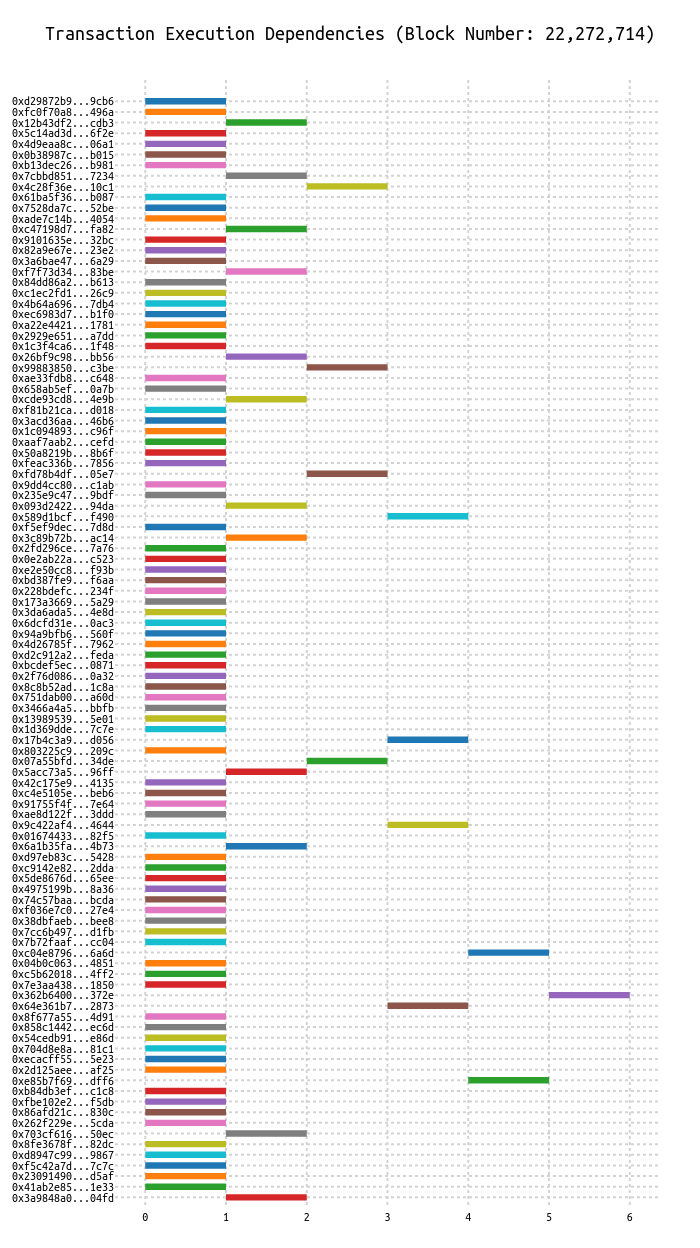 Transaction Execution Dependencies (Block Number: 22,272,714)
0xd29872b9...9cb6
0xfc0f70a8...496a
0x12b43df2...cdb3
0x5c14ad3d...6f2e
0x4d9eaa8c...06a1
0x0b38987c...b015
0xb13dec26...b981
0x7cbbd851...7234
0x4c28f36e...10c1
0x61ba5f36...b087
0x7528da7c...52be
0xade7c14b...4054
0xc47198d7...fa82
0x9101635e...32bc
0x82a9e67e...23e2
0x3a6bae47...6a29
0xf7f73d34...83be
0x84dd86a2...b613
0xc1ec2fd1...26c9
0x4b64a696...7db4
0xec6983d7...b1f0
0xa22e4421...1781
0x2929e651...a7dd
0x1c3f4ca6...1f48
0x26bf9c98...bb56
0x99883850...c3be
0xae33fdb8...c648
0x658ab5ef...0a7b
0xcde93cd8...4e9b
0xf81b21ca...d018
0x3acd36aa...46b6
0x1c094893...c96f
0xaaf7aab2...cefd
0x50a8219b...8b6f
0xfeac336b...7856
0xfd78b4df...05e7
0x9dd4cc80...c1ab
0x235e9c47...9bdf
0x093d2422...94da
0x589d1bcf...f490
0xf5ef9dec...7d8d
0x3c89b72b...ac14
0x2fd296ce...7a76
0x0e2ab22a...c523
0xe2e50cc8...f93b
0xbd387fe9...f6aa
0x228bdefc...234f
0x173a3669...5a29
0x3da6ada5...4e8d
0x6dcfd31e...0ac3
0x94a9bfb6...560f
0x4d26785f...7962
0xd2c912a2...feda
0xbcdef5ec...0871
0x2f76d086...0a32
0x8c8b52ad...1c8a
0x751dab00...a60d
0x3466a4a5...bbfb
0x13989539...5e01
0x1d369dde...7c7e
0x17b4c3a9...d056
0x803225c9...209c
0x07a55bfd...34de
0x5acc73a5...96ff
0x42c175e9...4135
0xc4e5105e...beb6
0x91755f4f...7e64
0xae8d122f...3ddd
0x9c422af4...4644
0x01674433...82f5
0x6a1b35fa...4b73
0xd97eb83c...5428
0xc9142e82...2dda
0x5de8676d...65ee
0x4975199b...8a36
0x74c57baa...bcda
0xf036e7c0...27e4
0x38dbfaeb...bee8
0x7cc6b497...d1fb
0x7b72faaf...cc04
0xc04e8796...6a6d
0x04b0c063...4851
0xc5b62018...4ff2
0x7e3aa438...1850
0x362b6400...372e
0x64e361b7...2873
0x8f677a55...4d91
0x858c1442...ec6d
0x54cedb91...e86d
0x704d8e8a...81c1
0xecacff55...5e23
0x2d125aee...af25
0xe85b7f69...dff6
0xb84db3ef...c1c8
0xfbe102e2...f5db
0x86afd21c...830c
0x262f229e...5cda
0x703cf616...50ec
0x8fe3678f...82dc
0xd8947c99...9867
0xf5c42a7d...7c7c
0x23091490...d5af
0x41ab2e85...1e33
0x3a9848a0...04fd
0 1 2 3 4 5 6